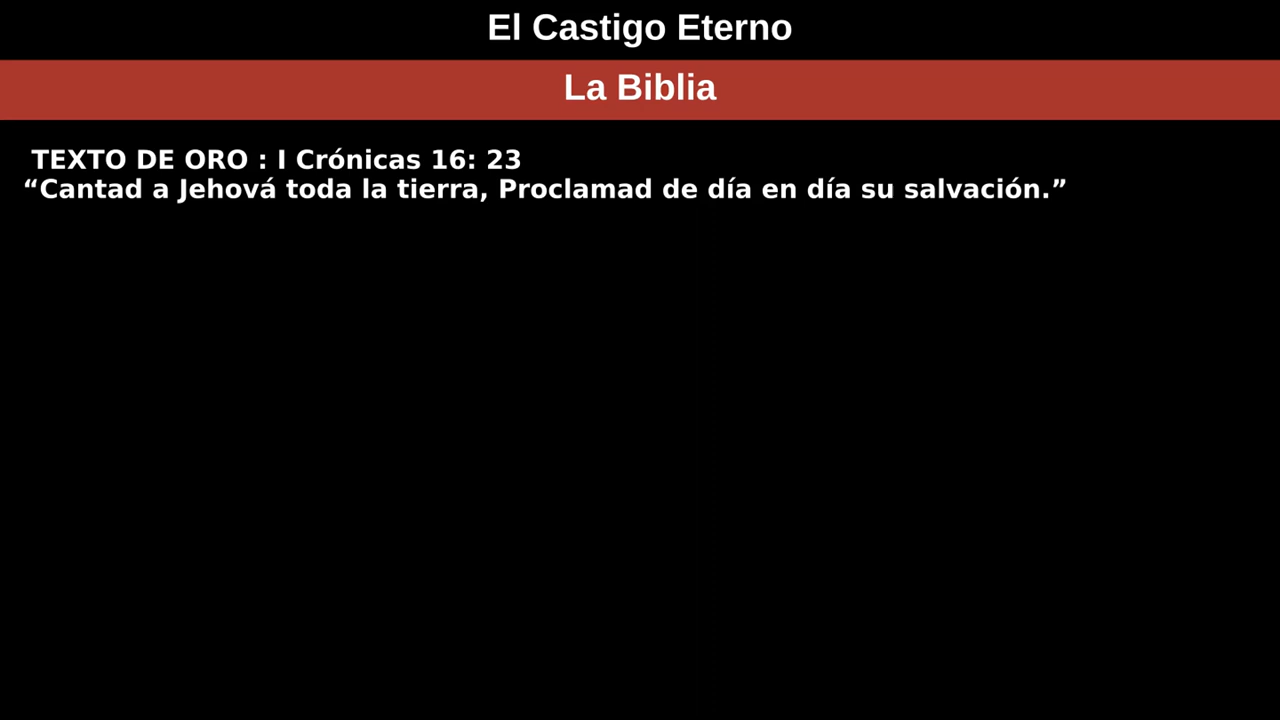 El Castigo Eterno
La Biblia
TEXTO DE ORO : I Crónicas 16: 23
“Cantad a Jehová toda la tierra, Proclamad de día en día su salvación.”